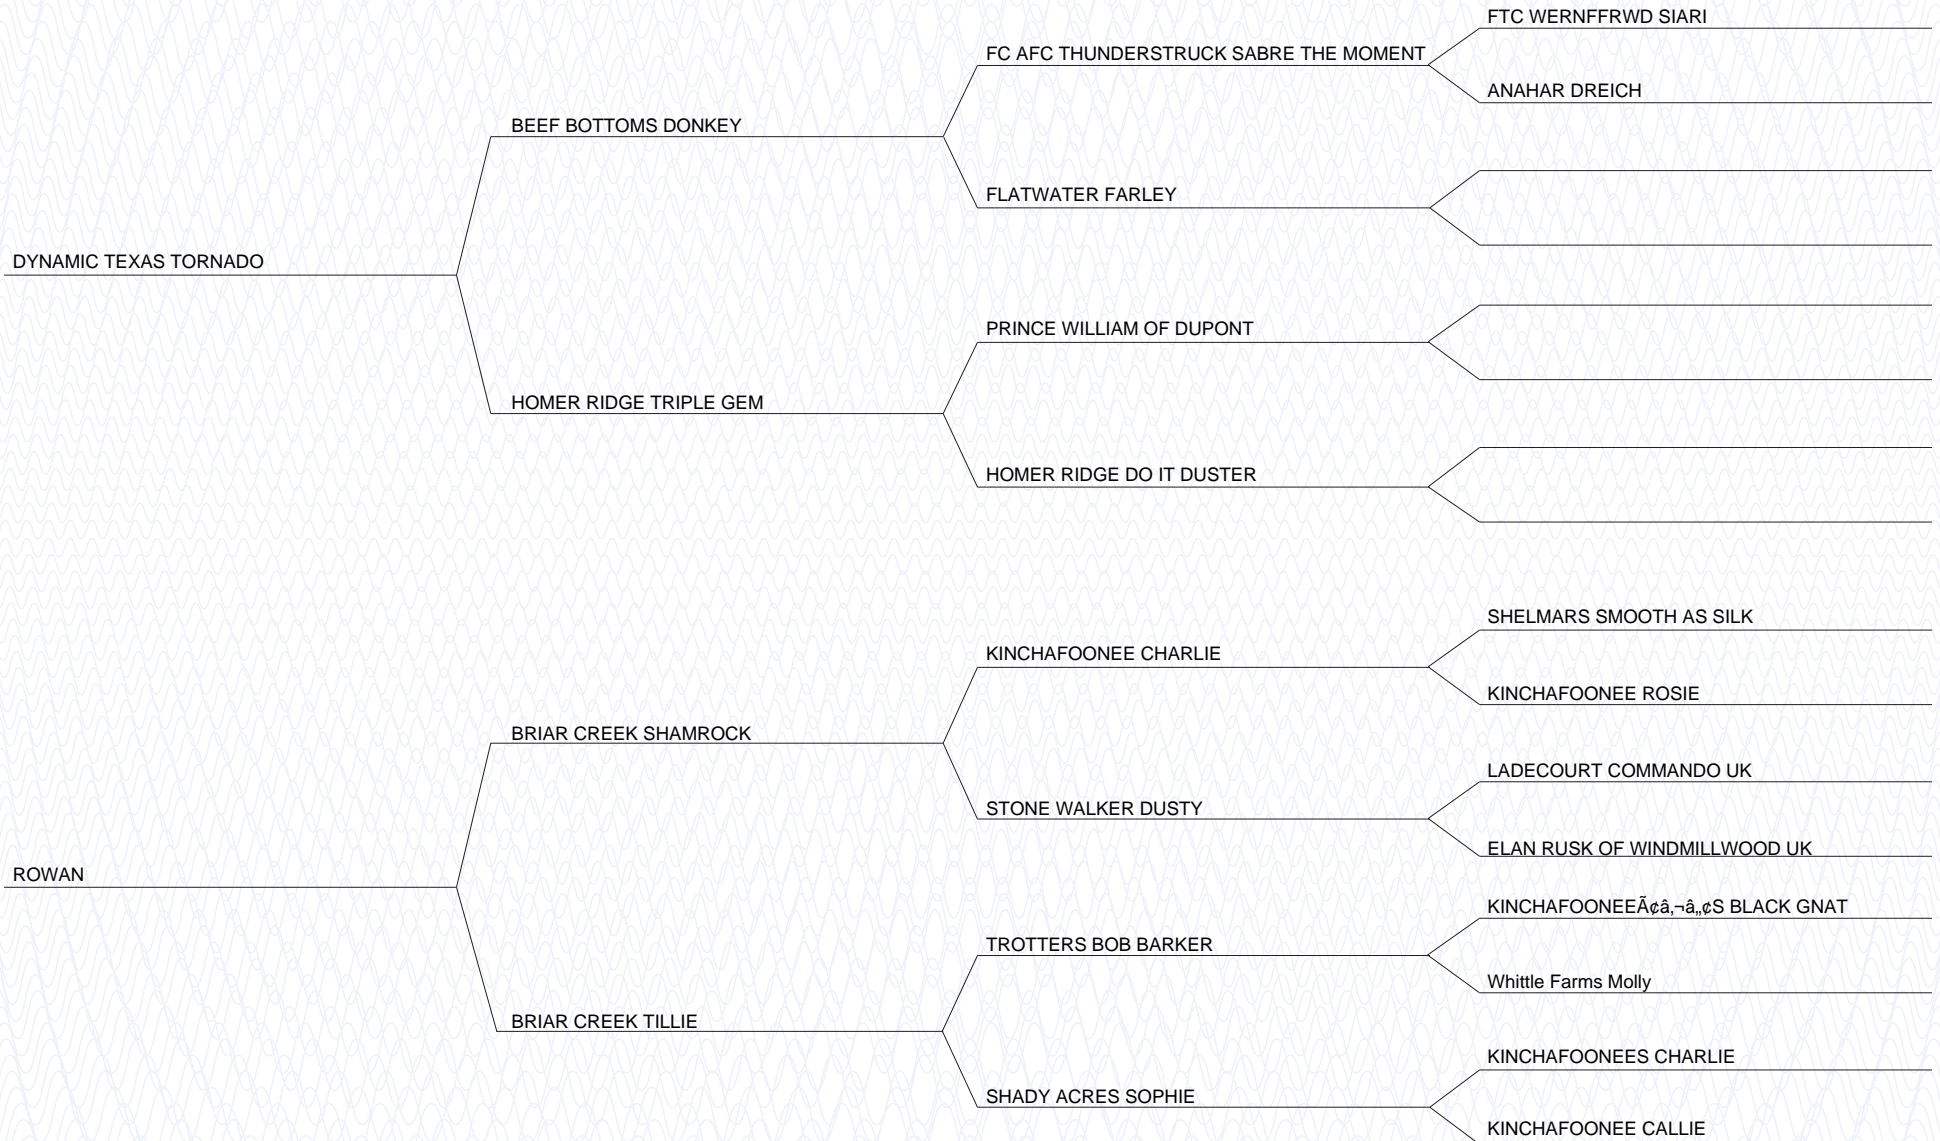 FTC WERNFFRWD SIARI
FC AFC THUNDERSTRUCK SABRE THE MOMENT
ANAHAR DREICH
BEEF BOTTOMS DONKEY
FLATWATER FARLEY
DYNAMIC TEXAS TORNADO
PRINCE WILLIAM OF DUPONT
HOMER RIDGE TRIPLE GEM
HOMER RIDGE DO IT DUSTER
SHELMARS SMOOTH AS SILK
KINCHAFOONEE CHARLIE
KINCHAFOONEE ROSIE
BRIAR CREEK SHAMROCK
LADECOURT COMMANDO UK
STONE WALKER DUSTY
ELAN RUSK OF WINDMILLWOOD UK
ROWAN
KINCHAFOONEEÃ¢â‚¬â„¢S BLACK GNAT
TROTTERS BOB BARKER
Whittle Farms Molly
BRIAR CREEK TILLIE
KINCHAFOONEES CHARLIE
SHADY ACRES SOPHIE
KINCHAFOONEE CALLIE